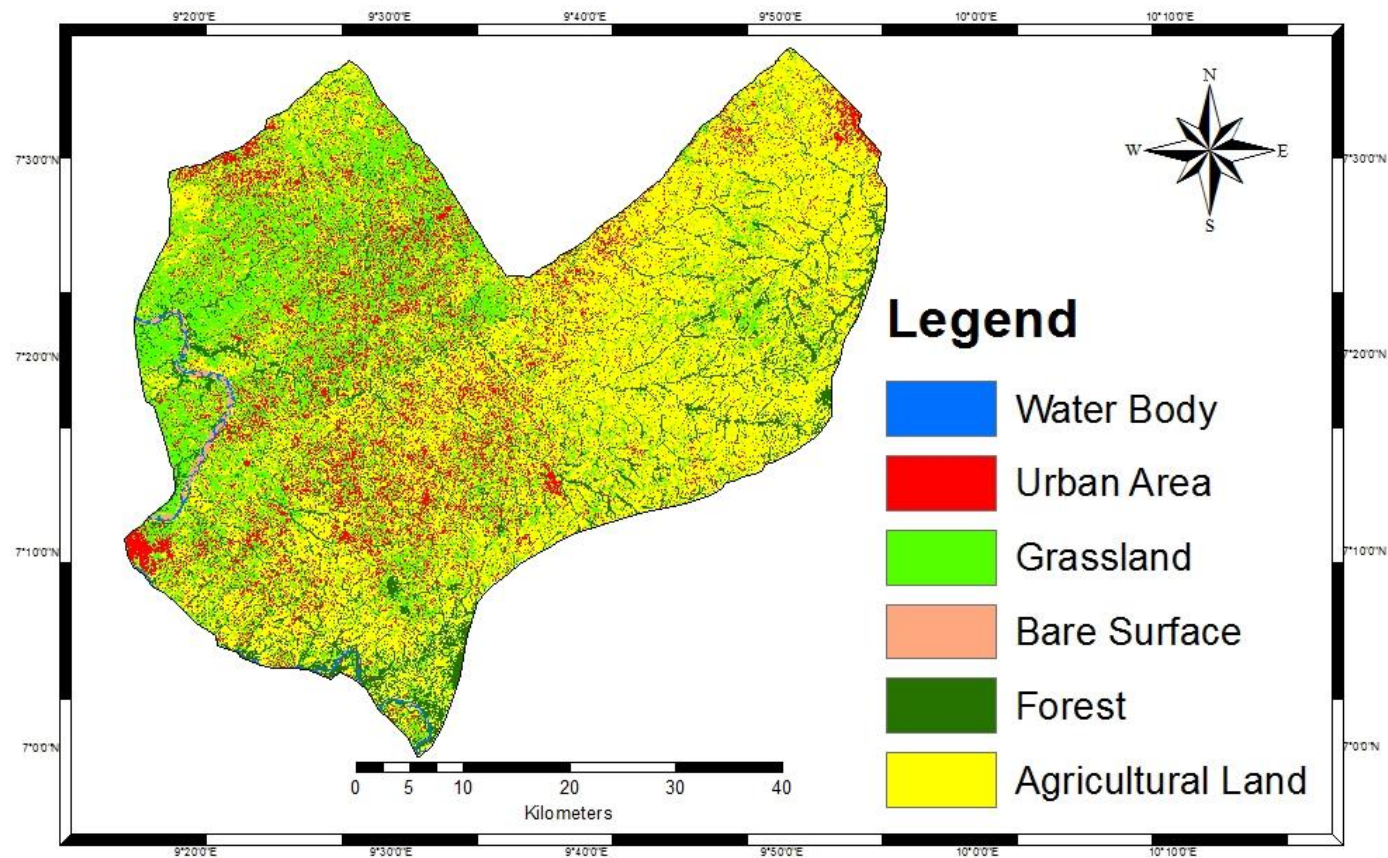 9°20'0"E 9°30'0"E 9°40'0"E 9°50'0"E 10°0'0"E 10°10'0"E
N
W E
S
7°30'0"N 7°30'0"N
Legend
7°20'0"N 7°20'0"N
Water Body
Urban Area
7°10'0"N 7°10'0"N
Grassland
Bare Surface
Forest
7°0'0"N 7°0'0"N
Agricultural Land
0 5 10 20 30 40
Kilometers
9°20'0"E 9°30'0"E 9°40'0"E 9°50'0"E 10°0'0"E 10°10'0"E